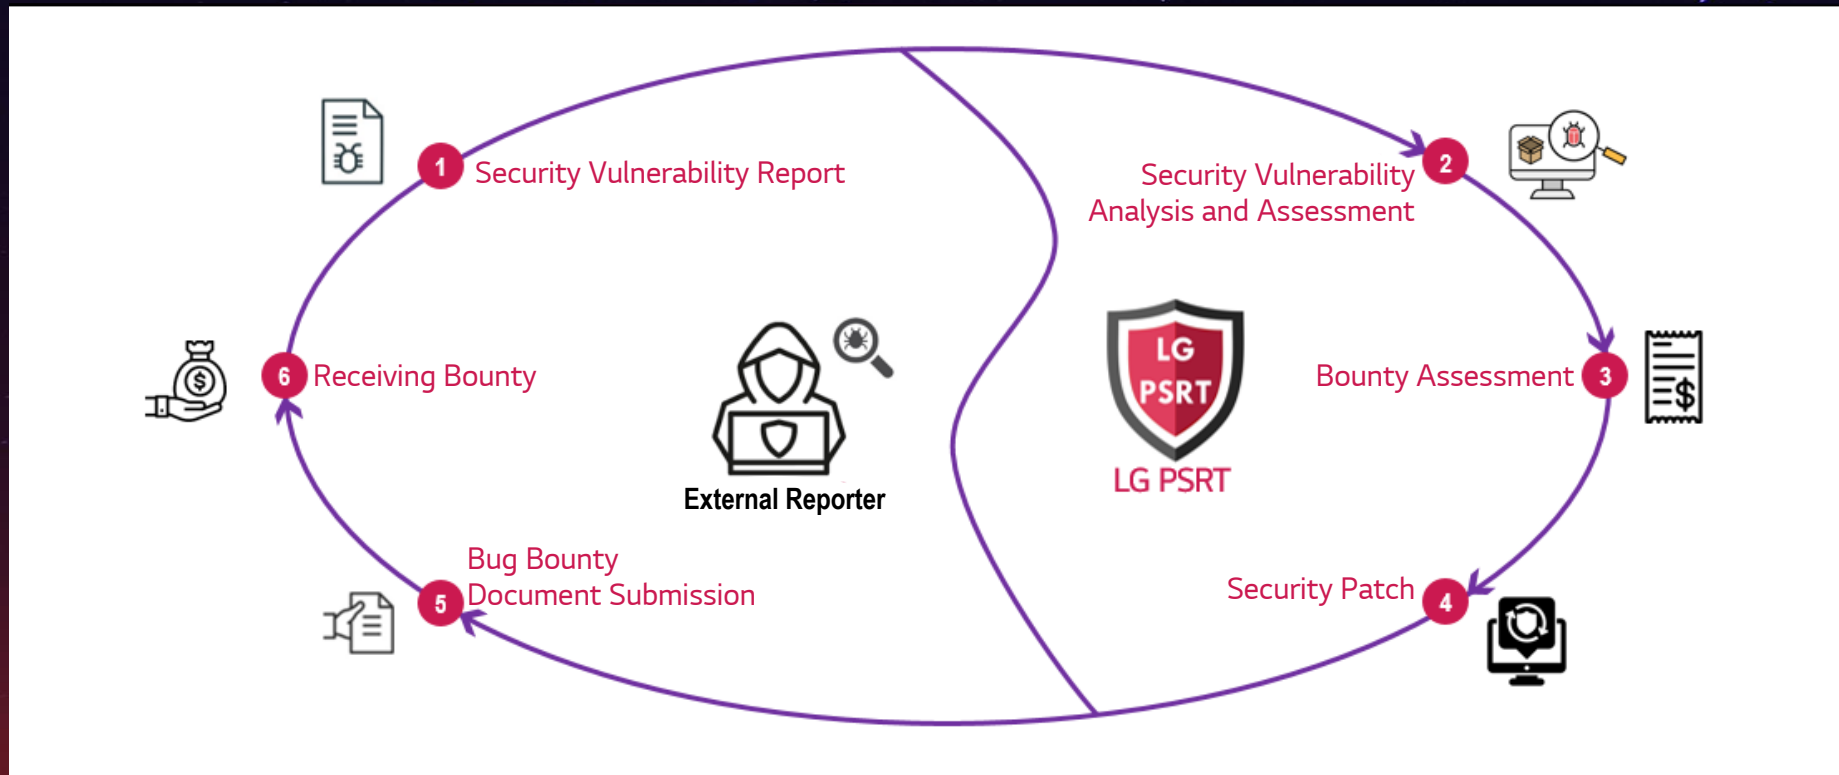 1 Security Vulnerability Report
2
Security Vulnerability
Analysis and Assessment
LG
PSRT
LG PSRT
Bounty Assessment 3
$
Security Patch 4
External Reporter
5
Bug Bounty
Document Submission
6 Receiving Bounty
$